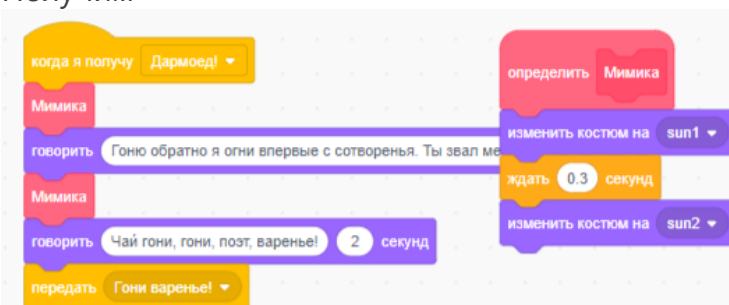 когда я получу Дармоед!
Мимика
говорить Гоню обратно я огни впервые с сотворенья. Ты звал ме
Мимика
говорить Чай гони, гони, поэт, варенье! 2 секунд
передать Гони варенье!
определить Мимика
изменить костюм на sun1
ждать 0.3 секунд
изменить костюм на sun2